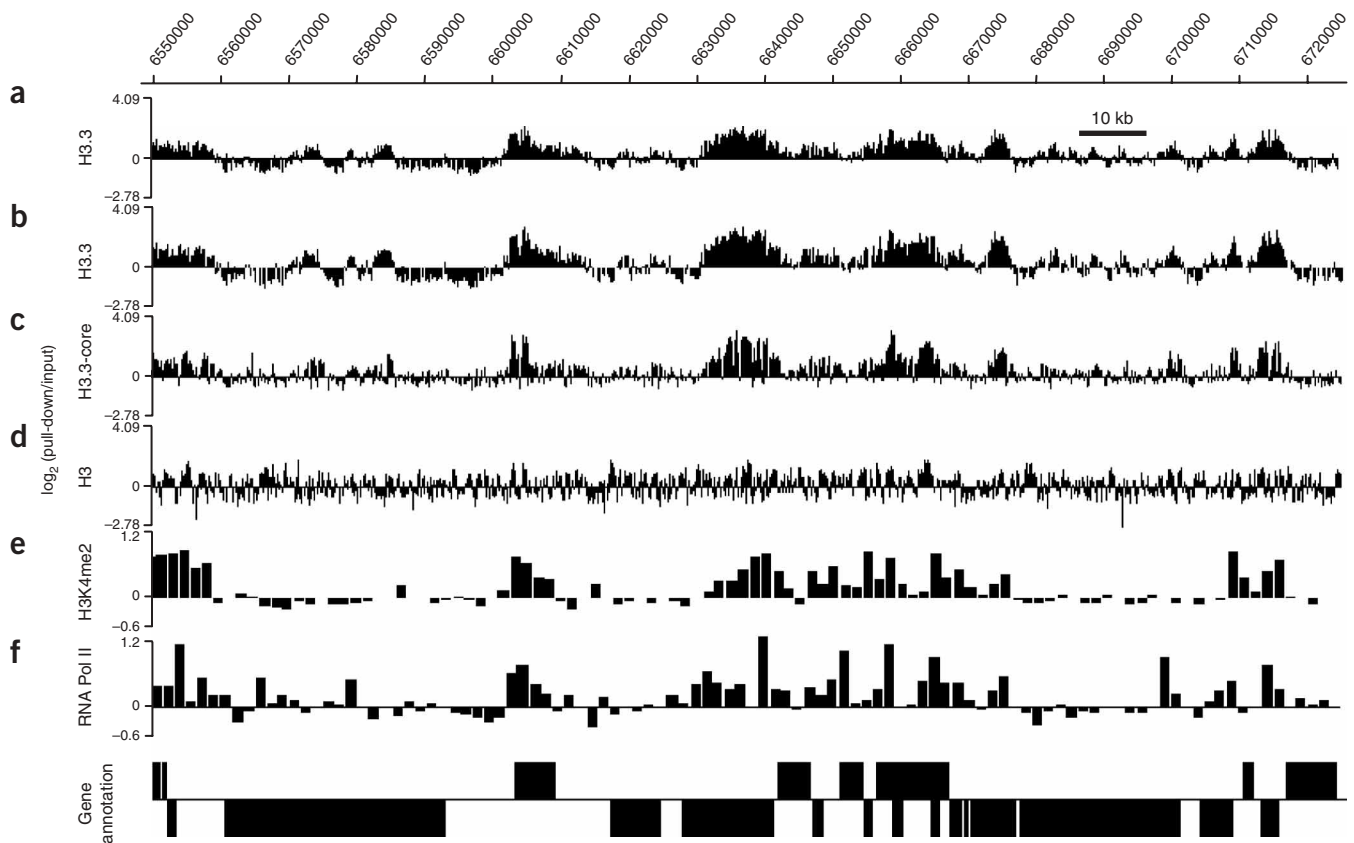 6550000 6560000 6570000 6580000 6590000 6600000 6610000 6620000 6630000 6640000 6650000 6660000 6670000 6680000 6690000 6700000 6710000 6720000
a
4.09
H3.3
0
−2.78
10 kb
b
4.09
H3.3
0
−2.78
c
4.09
H3.3-core
0
−2.78
log2 (pull-down/input)
d
4.09
H3
0
−2.78
e
1.2
H3K4me2
0
−0.6
f
1.2
RNA Pol II
0
−0.6
Gene
annotation